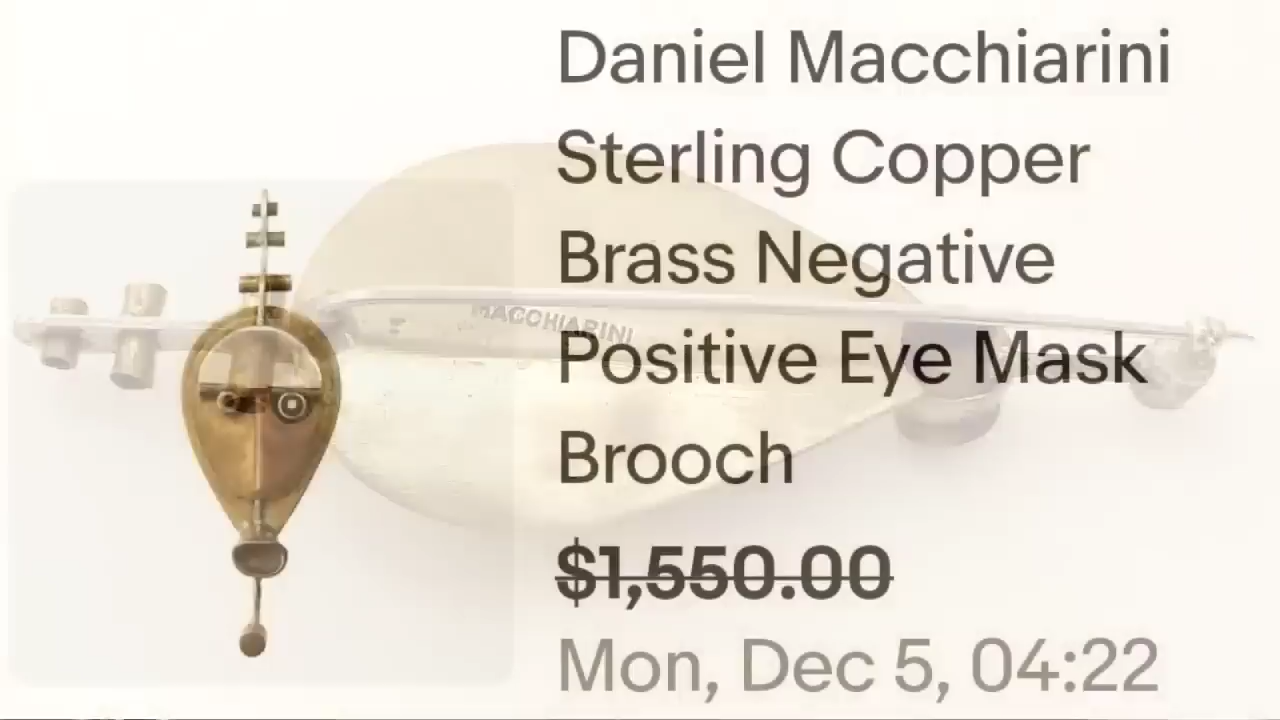 Daniel Macchiarini
Sterling Copper
Brass Negative
MACCHIARINI
Positive Eye Mask
Brooch
$1,550.00
Mon, Dec 5, 04:22